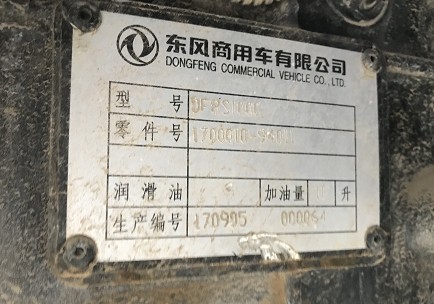 东风商用车有限公司
DONGFENG COMMERCIAL VEHICLE CO., LTD.
型 号
零 件 号
润 滑 油 加油量 升
生产编号 170905 000064